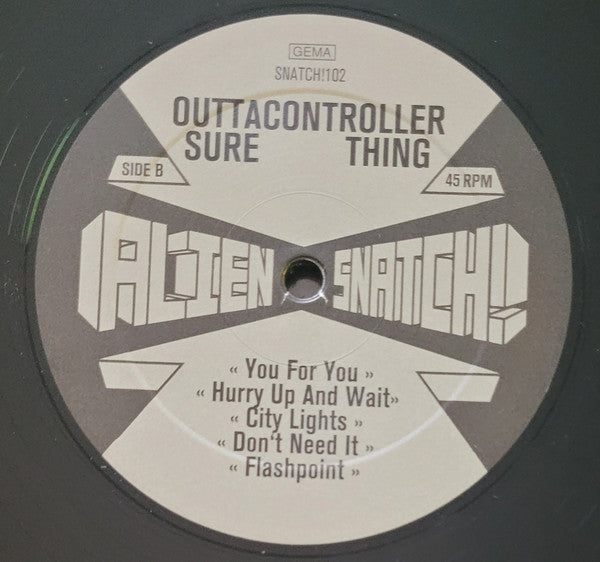 GEMA
SNATCH!102
OUTTACONTROLLER
SURE THING
SIDE B
45 RPM
ALIEN SNATCH!!
« You For You »
« Hurry Up And Wait»
« City Lights »
« Don't Need It »
« Flashpoint »